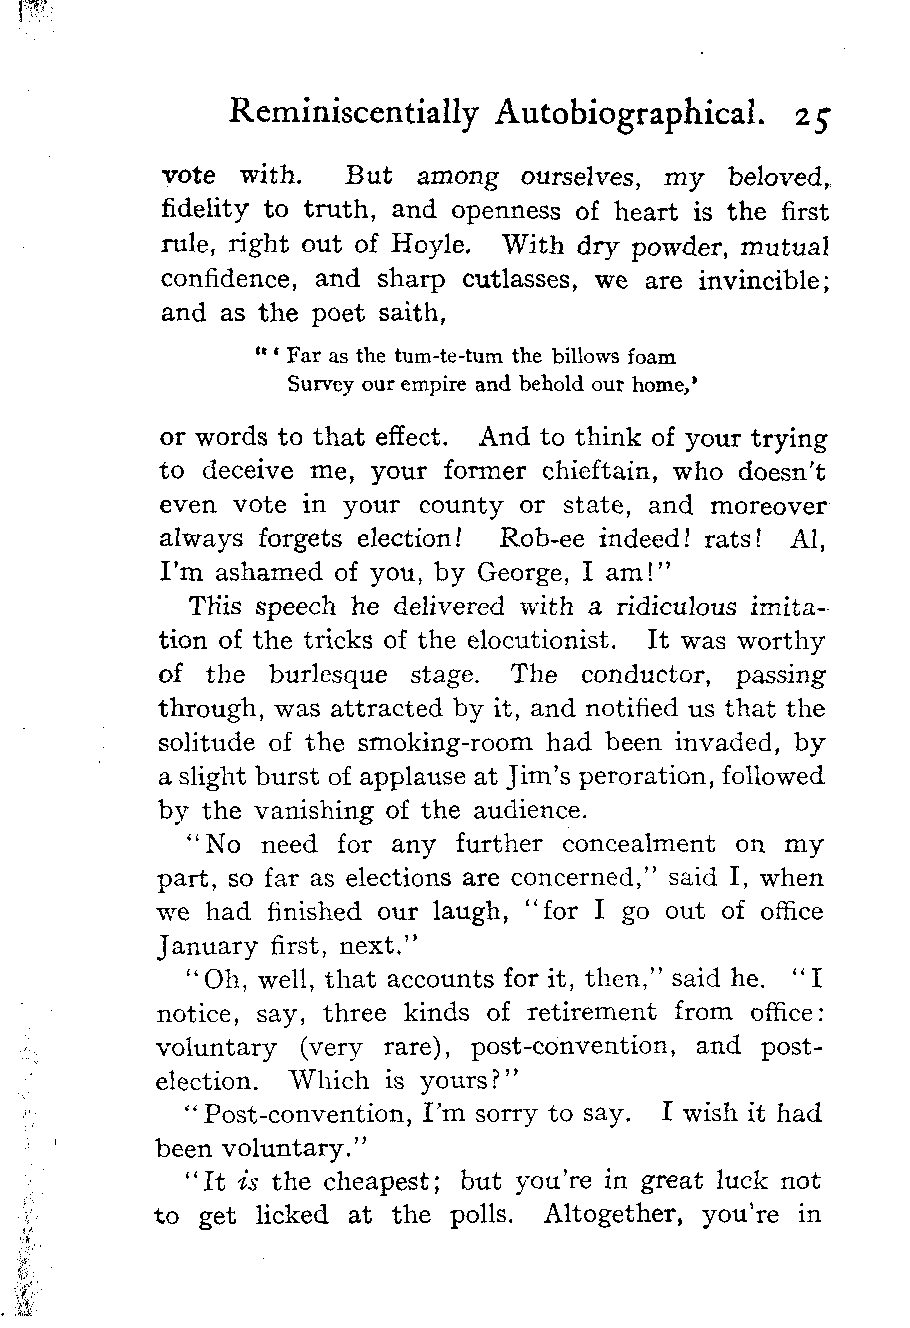 Reminiscentially Autobiographical. 25
vote with. But among ourselves, my beloved,
fidelity to truth, and openness of heart is the first
rule, right out of Hoyle. With dry powder, mutual
confidence, and sharp cutlasses, we are invincible;
and as the poet saith,
"'Far as the tum-te-tum the billows foam
Survey our empire and behold our home,'
or words to that effect. And to think of your trying
to deceive me, your former chieftain, who doesn't
even vote in your county or state, and moreover
always forgets election! Rob-ee indeed! rats! Al,
I'm ashamed of you, by George, I am!"
This speech he delivered with a ridiculous imita-
tion of the tricks of the elocutionist. It was worthy
of the burlesque stage. The conductor, passing
through, was attracted by it, and notified us that the
solitude of the smoking-room had been invaded, by
a slight burst of applause at Jim's peroration, followed
by the vanishing of the audience.
"No need for any further concealment on my
part, so far as elections are concerned," said I, when
we had finished our laugh, "for I go out of office
January first, next."
"Oh, well, that accounts for it, then," said he. "I
notice, say, three kinds of retirement from office:
voluntary (very rare), post-convention, and post-
election. Which is yours?"
"Post-convention, I'm sorry to say. I wish it had
been voluntary."
"It is the cheapest; but you're in great luck not
to get licked at the polls. Altogether, you're in